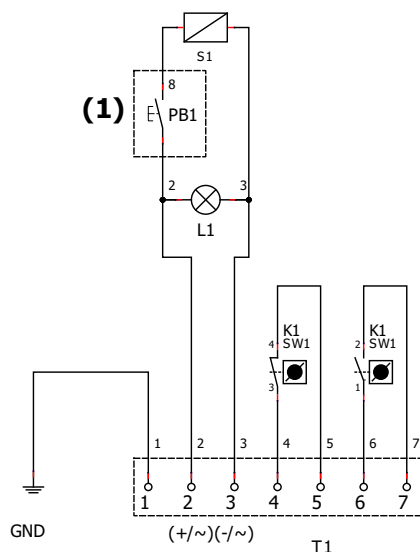 S1
8
(1)
PB1
2 3
L1
K1 K1
4 SW1 2 SW1
3 1
1 2 3 4 5 6 7
1 2 3 4 5 6 7
GND
(+/~)(-/~)
T1